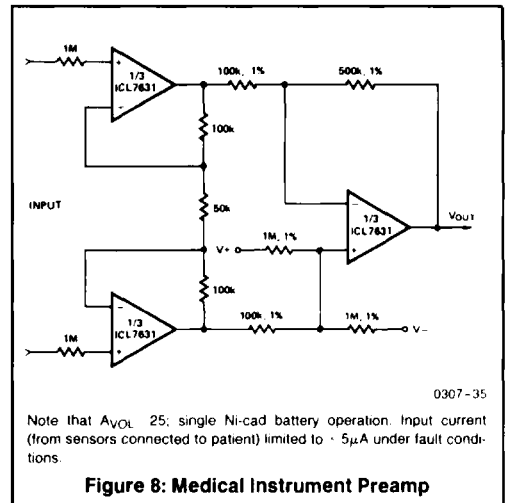 1M
1/3
ICL7631
+
−
100k, 1%
500k, 1%
100k
INPUT
50k
V+
1M, 1%
−
+
1/3
ICL7631
VOUT
100k
−
+
1/3
ICL7631
100k, 1%
1M, 1%
V−
1M
0307-35
Note that AVOL 25; single Ni-cad battery operation. Input current
(from sensors connected to patient) limited to · 5μA under fault condi-
tions.
Figure 8: Medical Instrument Preamp